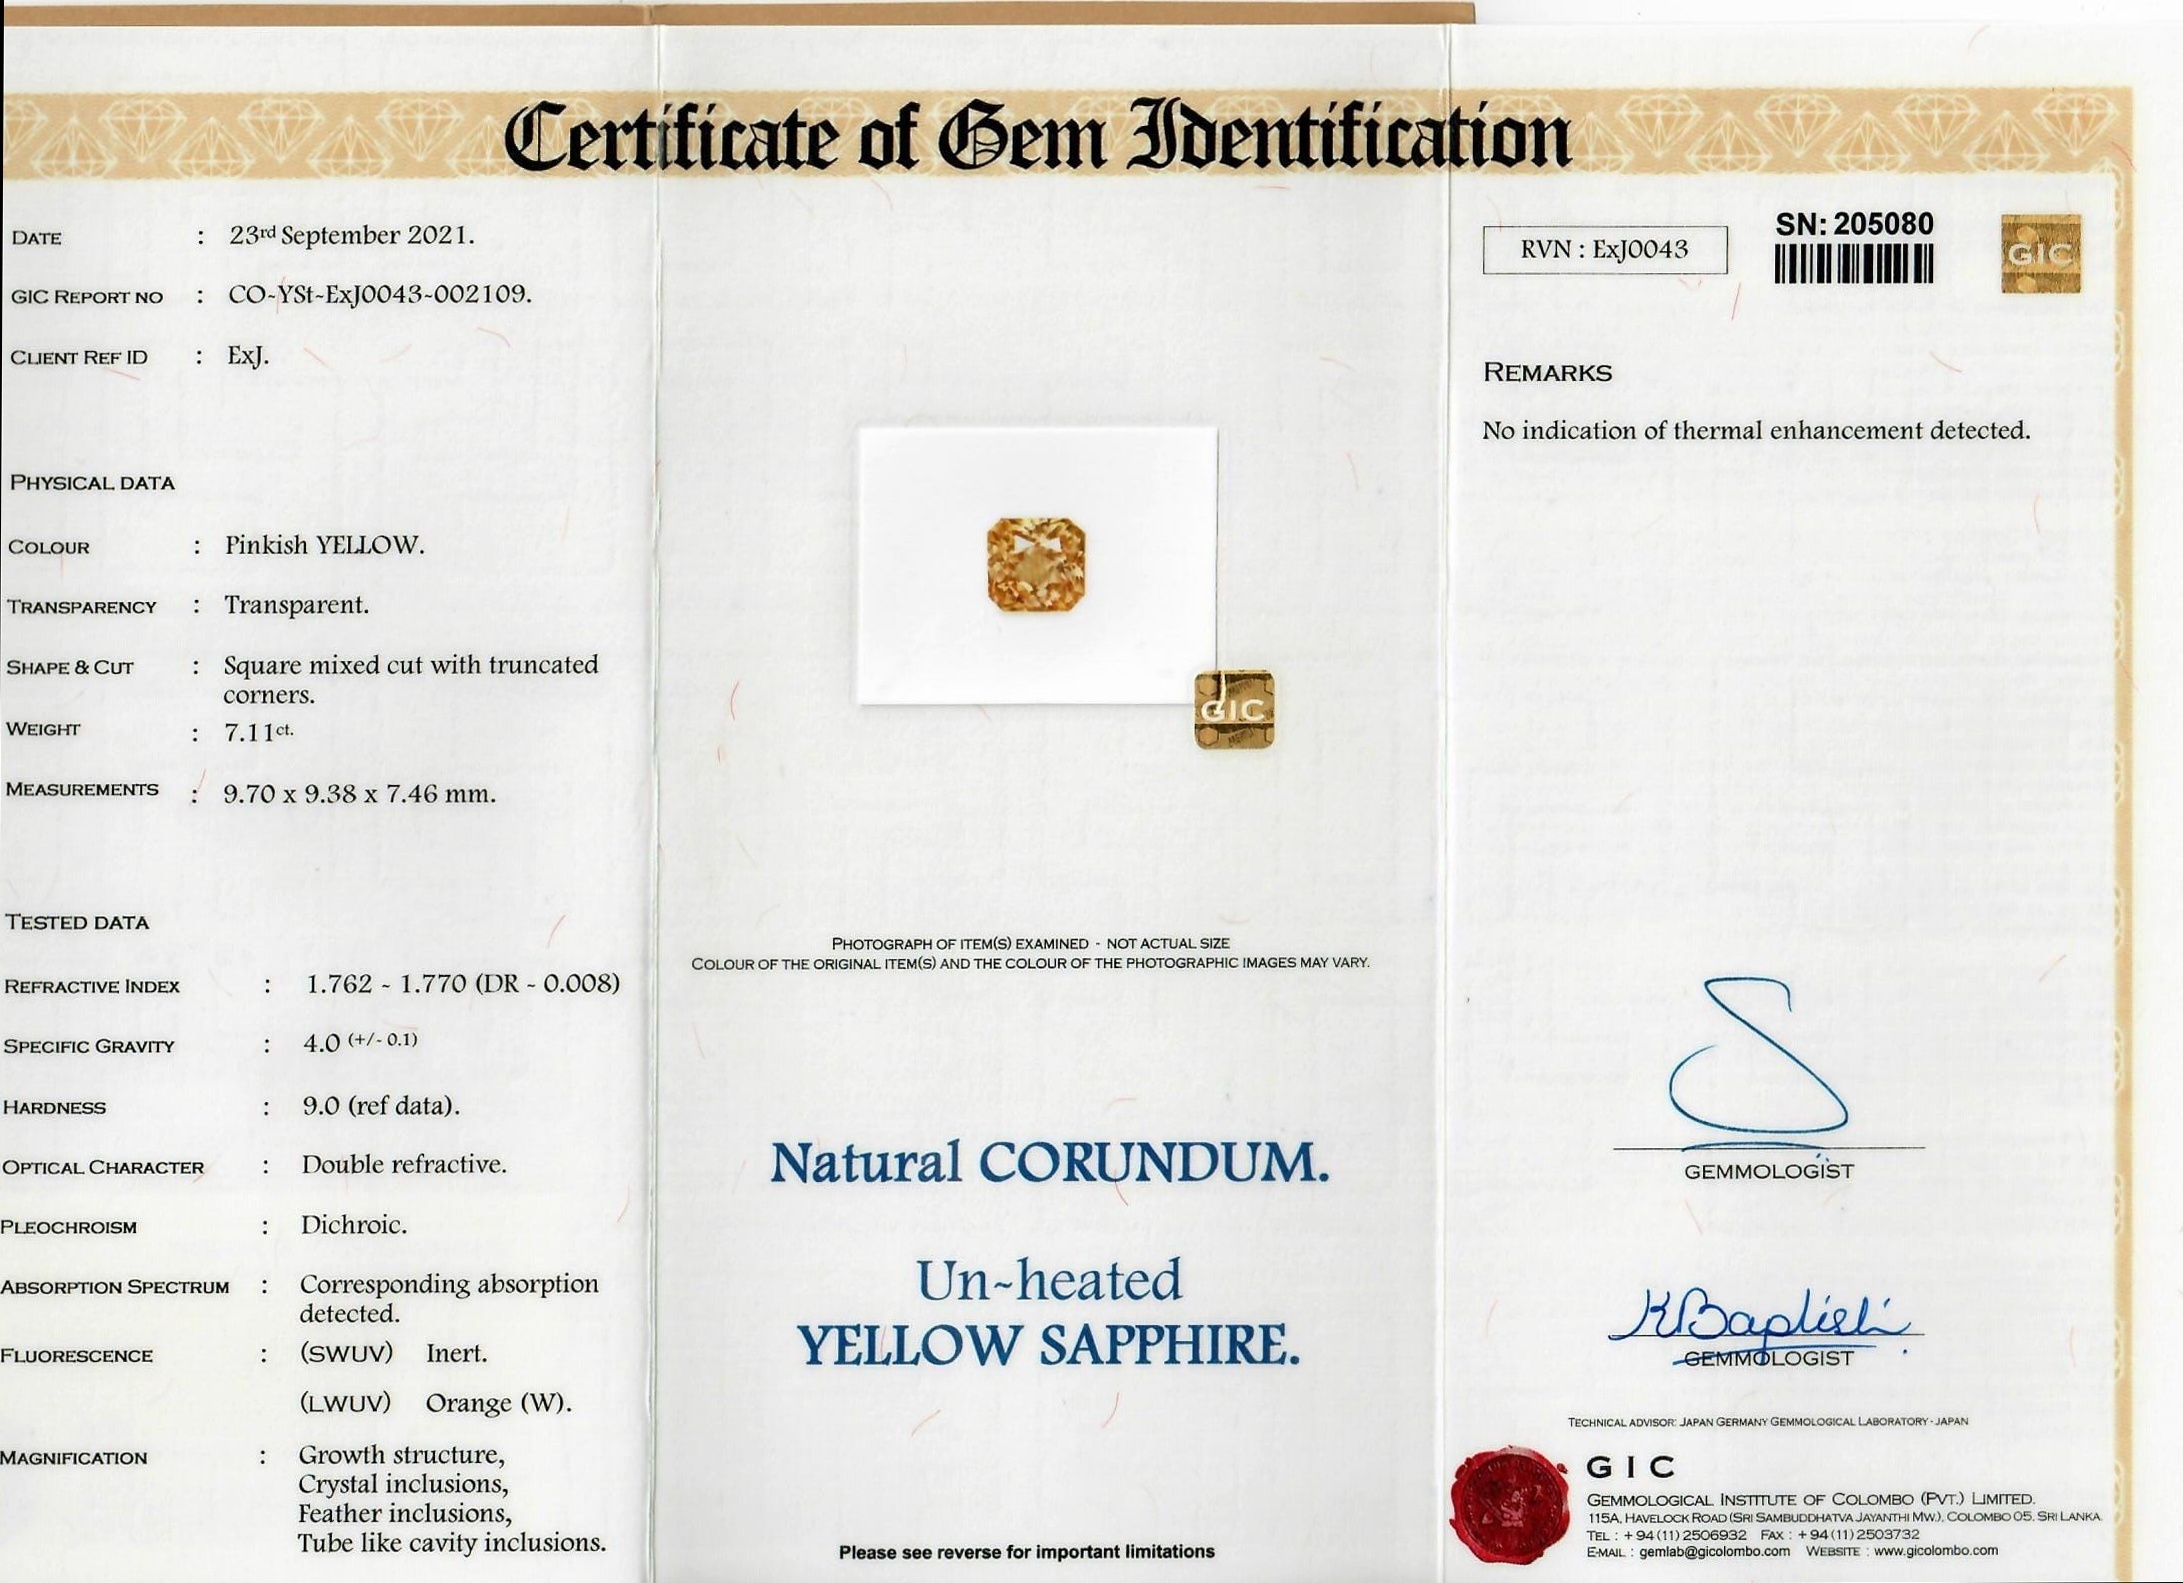 Certificate of Gem Identification
DATE : 23rd September 2021.
GIC REPORT NO : CO~YSt~ExJ0043~002109.
CLIENT REF ID : ExJ.
PHYSICAL DATA
COLOUR : Pinkish YELLOW.
TRANSPARENCY : Transparent.
SHAPE & CUT : Square mixed cut with truncated
corners.
WEIGHT : 7.11ct.
MEASUREMENTS : 9.70 x 9.38 x 7.46 mm.
TESTED DATA
REFRACTIVE INDEX : 1.762 ~ 1.770 (DR ~ 0.008)
SPECIFIC GRAVITY : 4.0 (+/- 0.1)
HARDNESS : 9.0 (ref data).
OPTICAL CHARACTER : Double refractive.
PLEOCHROISM : Dichroic.
ABSORPTION SPECTRUM : Corresponding absorption
detected.
FLUORESCENCE : (SWUV) Inert.
(LWUV) Orange (W).
MAGNIFICATION : Growth structure,
Crystal inclusions,
Feather inclusions,
Tube like cavity inclusions.
GIC
PHOTOGRAPH OF ITEM(S) EXAMINED - NOT ACTUAL SIZE
COLOUR OF THE ORIGINAL ITEM(S) AND THE COLOUR OF THE PHOTOGRAPHIC IMAGES MAY VARY.
Natural CORUNDUM.
Un~heated
YELLOW SAPPHIRE.
Please see reverse for important limitations
RVN : ExJ0043
SN: 205080
GIC
REMARKS
No indication of thermal enhancement detected.
GEMMOLOGIST
KBaptist
GEMMOLOGIST
TECHNICAL ADVISOR: JAPAN GERMANY GEMMOLOGICAL LABORATORY - JAPAN
GIC
GEMMOLOGICAL INSTITUTE OF COLOMBO (PVT.) LIMITED.
115A, HAVELOCK ROAD (SRI SAMBUDDHATVA JAYANTHI MW.), COLOMBO 05. SRI LANKA.
TEL : + 94 (11) 2506932 FAX : + 94 (11) 2503732
E-MAIL : gemlab@gicolombo.com WEBSITE : www.gicolombo.com